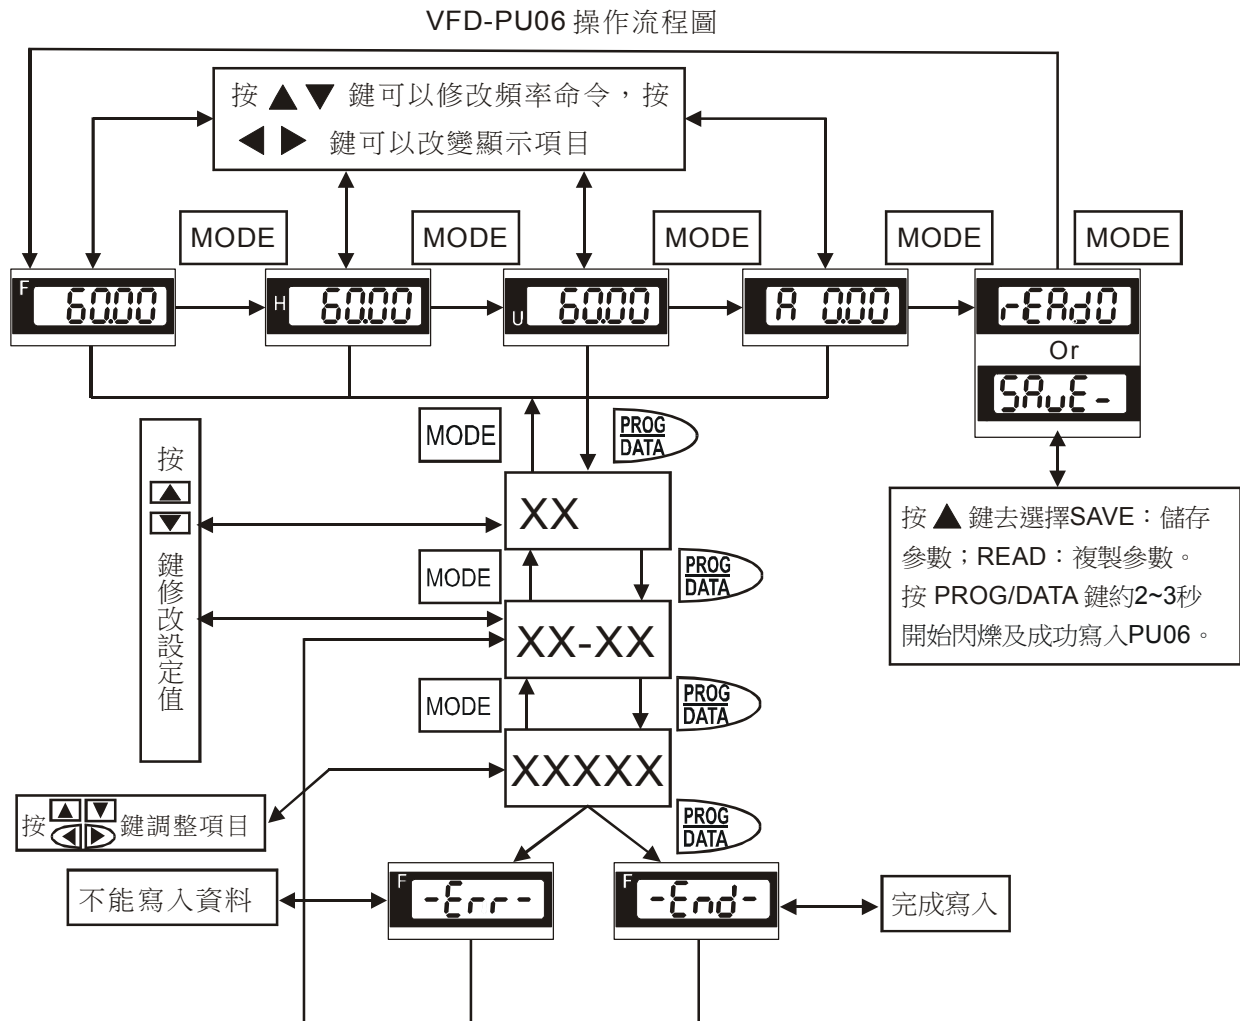 VFD-PU06 操作流程圖
按 ▲ ▼ 鍵可以修改頻率命令，按
◀ ▶ 鍵可以改變顯示項目
MODE
MODE
MODE
MODE
MODE
F 60.00
H 60.00
U 60.00
A 0.00
rEAd0
Or
SAvE-
MODE
PROG
DATA
按
▲
▼
鍵修改設定值
XX
按 ▲ 鍵去選擇SAVE：儲存
參數；READ：複製參數。
按 PROG/DATA 鍵約2~3秒
開始閃爍及成功寫入PU06。
MODE
PROG
DATA
XX-XX
MODE
PROG
DATA
XXXXX
按 ▲ ▼ ◀ ▶ 鍵調整項目
PROG
DATA
不能寫入資料
F -Err-
F -End-
完成寫入